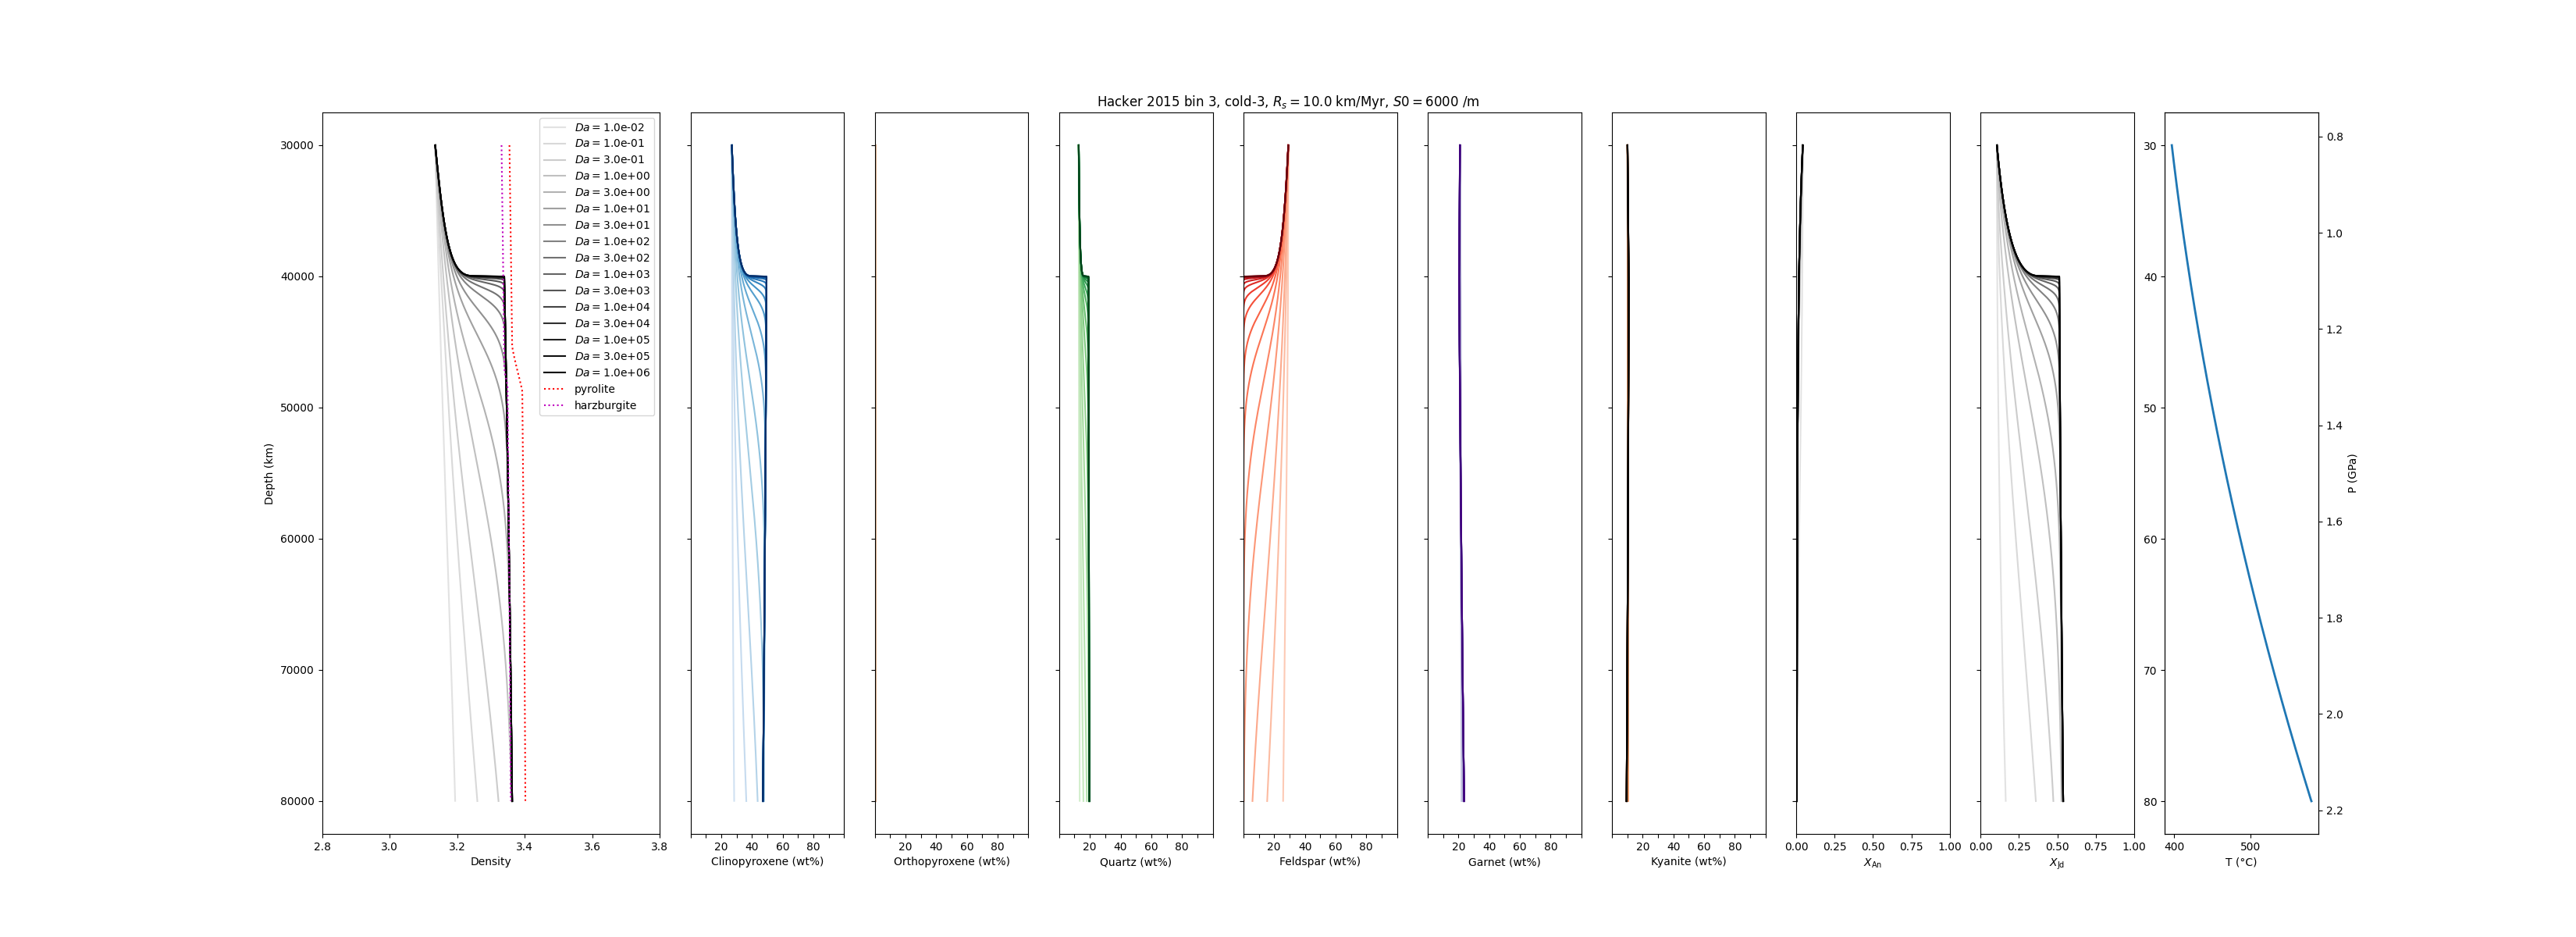 Hacker 2015 bin 3, cold-3, Rs = 10.0 km/Myr, S0 = 6000 /m
Da = 1.0e-02
Da = 1.0e-01
Da = 3.0e-01
Da = 1.0e+00
Da = 3.0e+00
Da = 1.0e+01
Da = 3.0e+01
Da = 1.0e+02
Da = 3.0e+02
Da = 1.0e+03
Da = 3.0e+03
Da = 1.0e+04
Da = 3.0e+04
Da = 1.0e+05
Da = 3.0e+05
Da = 1.0e+06
pyrolite
harzburgite
Depth (km)
30000
40000
50000
60000
70000
80000
2.8 3.0 3.2 3.4 3.6 3.8
Density
20 40 60 80
Clinopyroxene (wt%)
20 40 60 80
Orthopyroxene (wt%)
20 40 60 80
Quartz (wt%)
20 40 60 80
Feldspar (wt%)
20 40 60 80
Garnet (wt%)
20 40 60 80
Kyanite (wt%)
0.00 0.25 0.50 0.75 1.00
XAn
0.00 0.25 0.50 0.75 1.00
XJd
30
40
50
60
70
80
400 500
T (°C)
0.8
1.0
1.2
1.4
1.6
1.8
2.0
2.2
P (GPa)